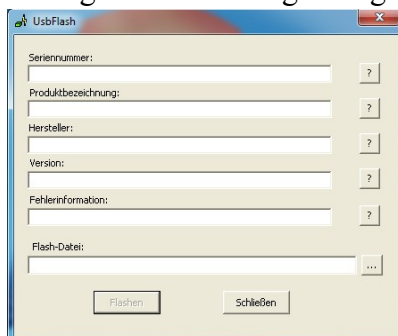 UsbFlash
Seriennummer:
?
Produktbezeichnung:
?
Hersteller:
?
Version:
?
Fehlerinformation:
?
Flash-Datei:
...
Flashen
Schließen